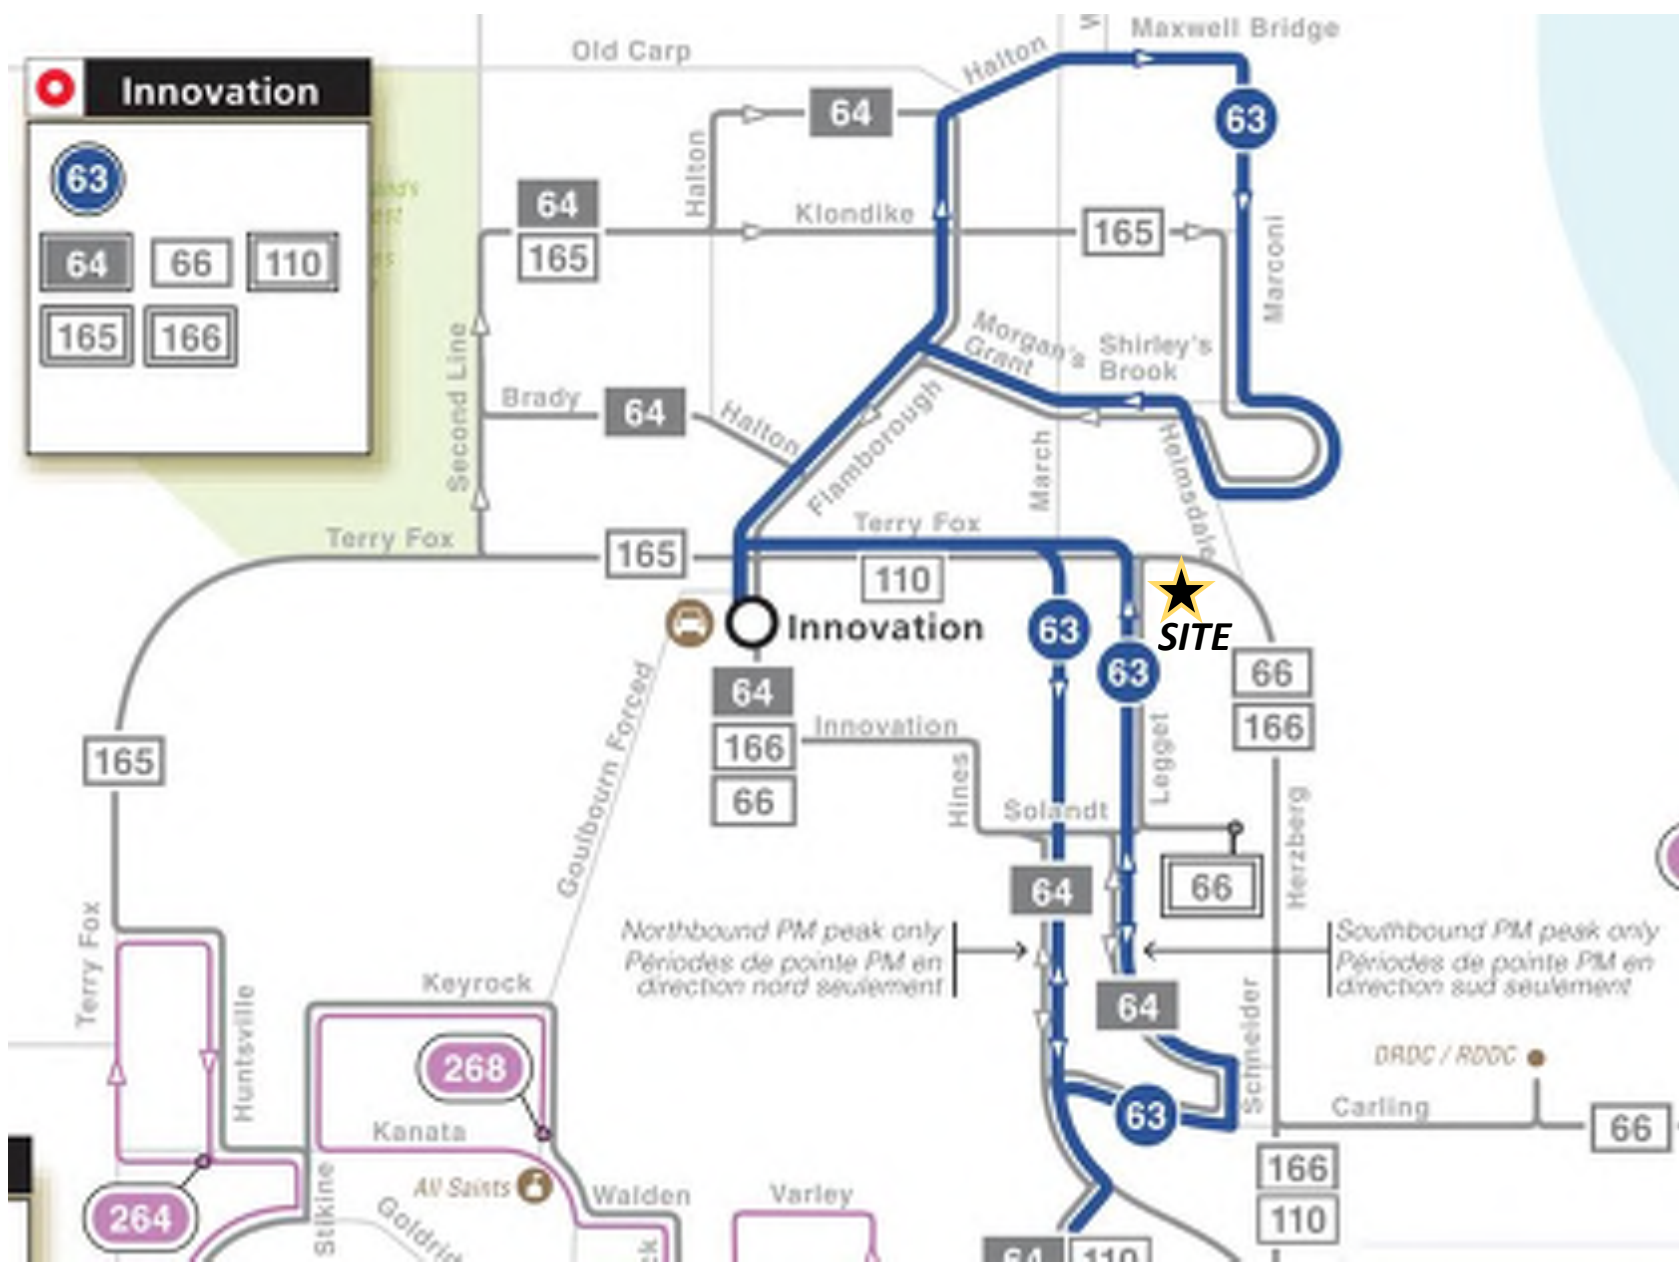 Old Carp
Halton
Maxwell Bridge
Innovation
63
64
66
110
165
166
64
63
Halton
64
165
Klondike
165
Marconi
Second Line
Morgan's
Grant
Shirley's
Brook
Brady
64
Halton
Flamborough
March
Helmsdale
Terry Fox
165
Terry Fox
110
SITE
Innovation
63
63
66
166
64
166
66
Innovation
Hines
Solandt
Legget
Goulbourn Forced
165
64
66
Herzberg
Northbound PM peak only
Périodes de pointe PM en
direction nord seulement
Southbound PM peak only
Périodes de pointe PM en
direction sud seulement
Terry Fox
Huntsville
Keyrock
268
Kanata
64
63
Schneider
DRDC / RDDC
Carling
66
166
110
264
Stikine
All Saints
Walden
Varley
64
110